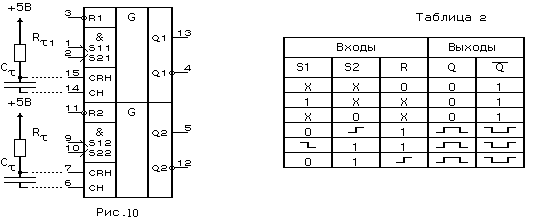 +5В
Rτ1
Cτ
3 R1 G
&
1 S11
2 S21
Q1 13
Q1 4
15 CRH
14 CH
+5В
Rτ
Cτ
11 R2 G
&
9 S12
10 S22
Q2 5
Q2 12
7 CRH
6 CH
Рис.10
Таблица 2
Входы Выходы
S1 S2 R Q Q̅
X X 0 0 1
1 X X 0 1
X X 0 0 1
0 1
1 1
0 1